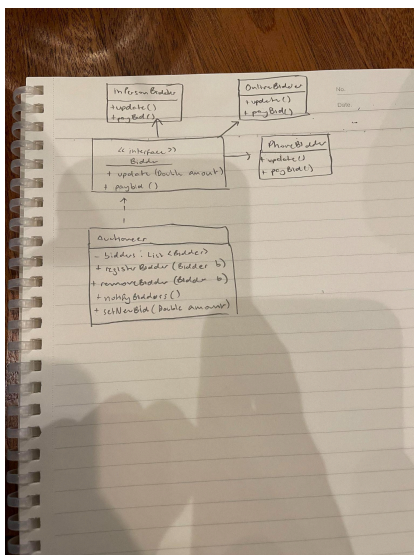 InPersonBidder
+ update()
+ payBid()
OnlineBidder
+ update()
+ payBid()
No.
Date
<< interface >>
Bidder
+ update (Double amount)
+ paybid ()
PhoneBidder
+ update()
+ payBid()
Auctioneer
- bidders : List <Bidder>
+ registerBidder (Bidder b)
+ removeBidder (Bidder b)
+ notifyBidders ()
+ setNewBid (Double amount)